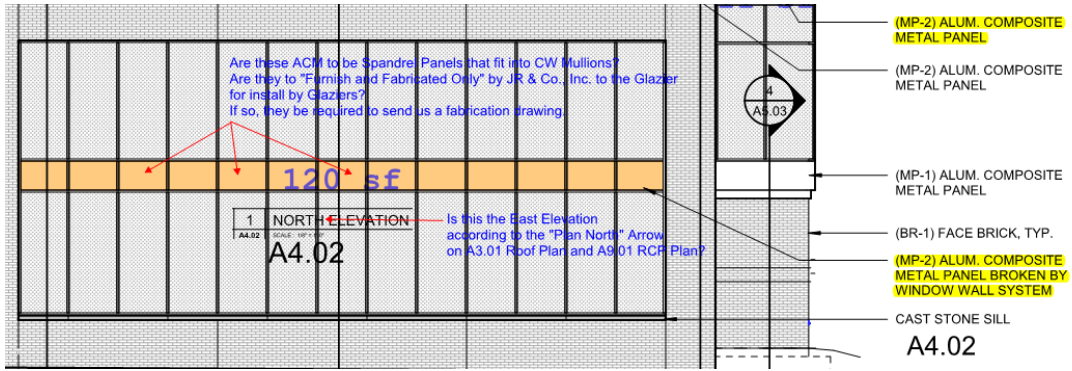 (MP-2) ALUM. COMPOSITE
METAL PANEL
Are these ACM to be Spandrel Panels that fit into CW Mullions?
Are they to "Furnish and Fabricated Only" by JR & Co., Inc. to the Glazier
for install by Glaziers?
If so, they be required to send us a fabrication drawing.
(MP-2) ALUM. COMPOSITE
METAL PANEL
4
A5.03
120 sf
(MP-1) ALUM. COMPOSITE
METAL PANEL
1 NORTH ELEVATION
A4.02 SCALE: 1/8" = 1'-0"
A4.02
Is this the East Elevation
according to the "Plan North" Arrow
on A3.01 Roof Plan and A9.01 RCP Plan?
(BR-1) FACE BRICK, TYP.
(MP-2) ALUM. COMPOSITE
METAL PANEL BROKEN BY
WINDOW WALL SYSTEM
CAST STONE SILL
A4.02